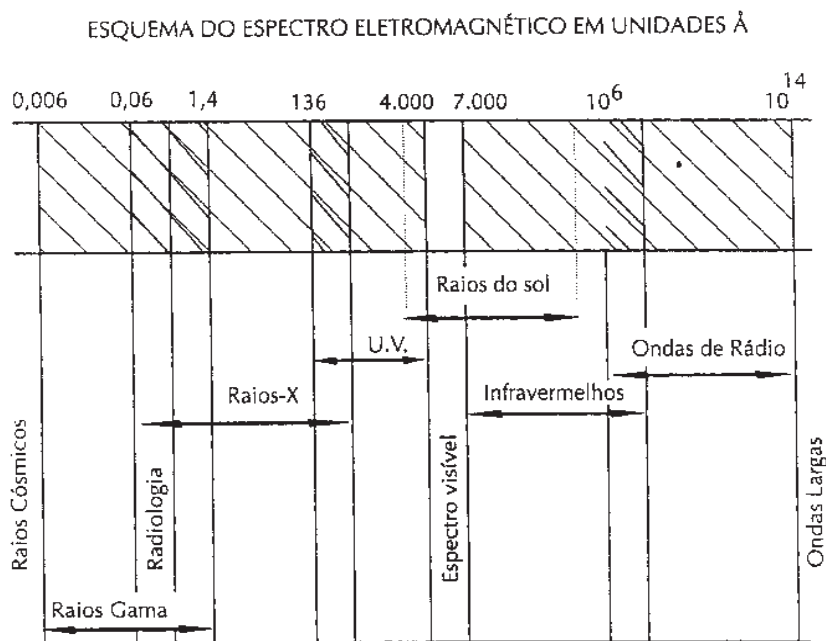 ESQUEMA DO ESPECTRO ELETROMAGNÉTICO EM UNIDADES Å
0,006 0,06 1,4 136 4.000 7.000 10⁶ 10¹⁴
Raios do sol
U.V.
Ondas de Rádio
Raios-X
Infravermelhos
Raios Cósmicos
Radiologia
Espectro visível
Ondas Largas
Raios Gama